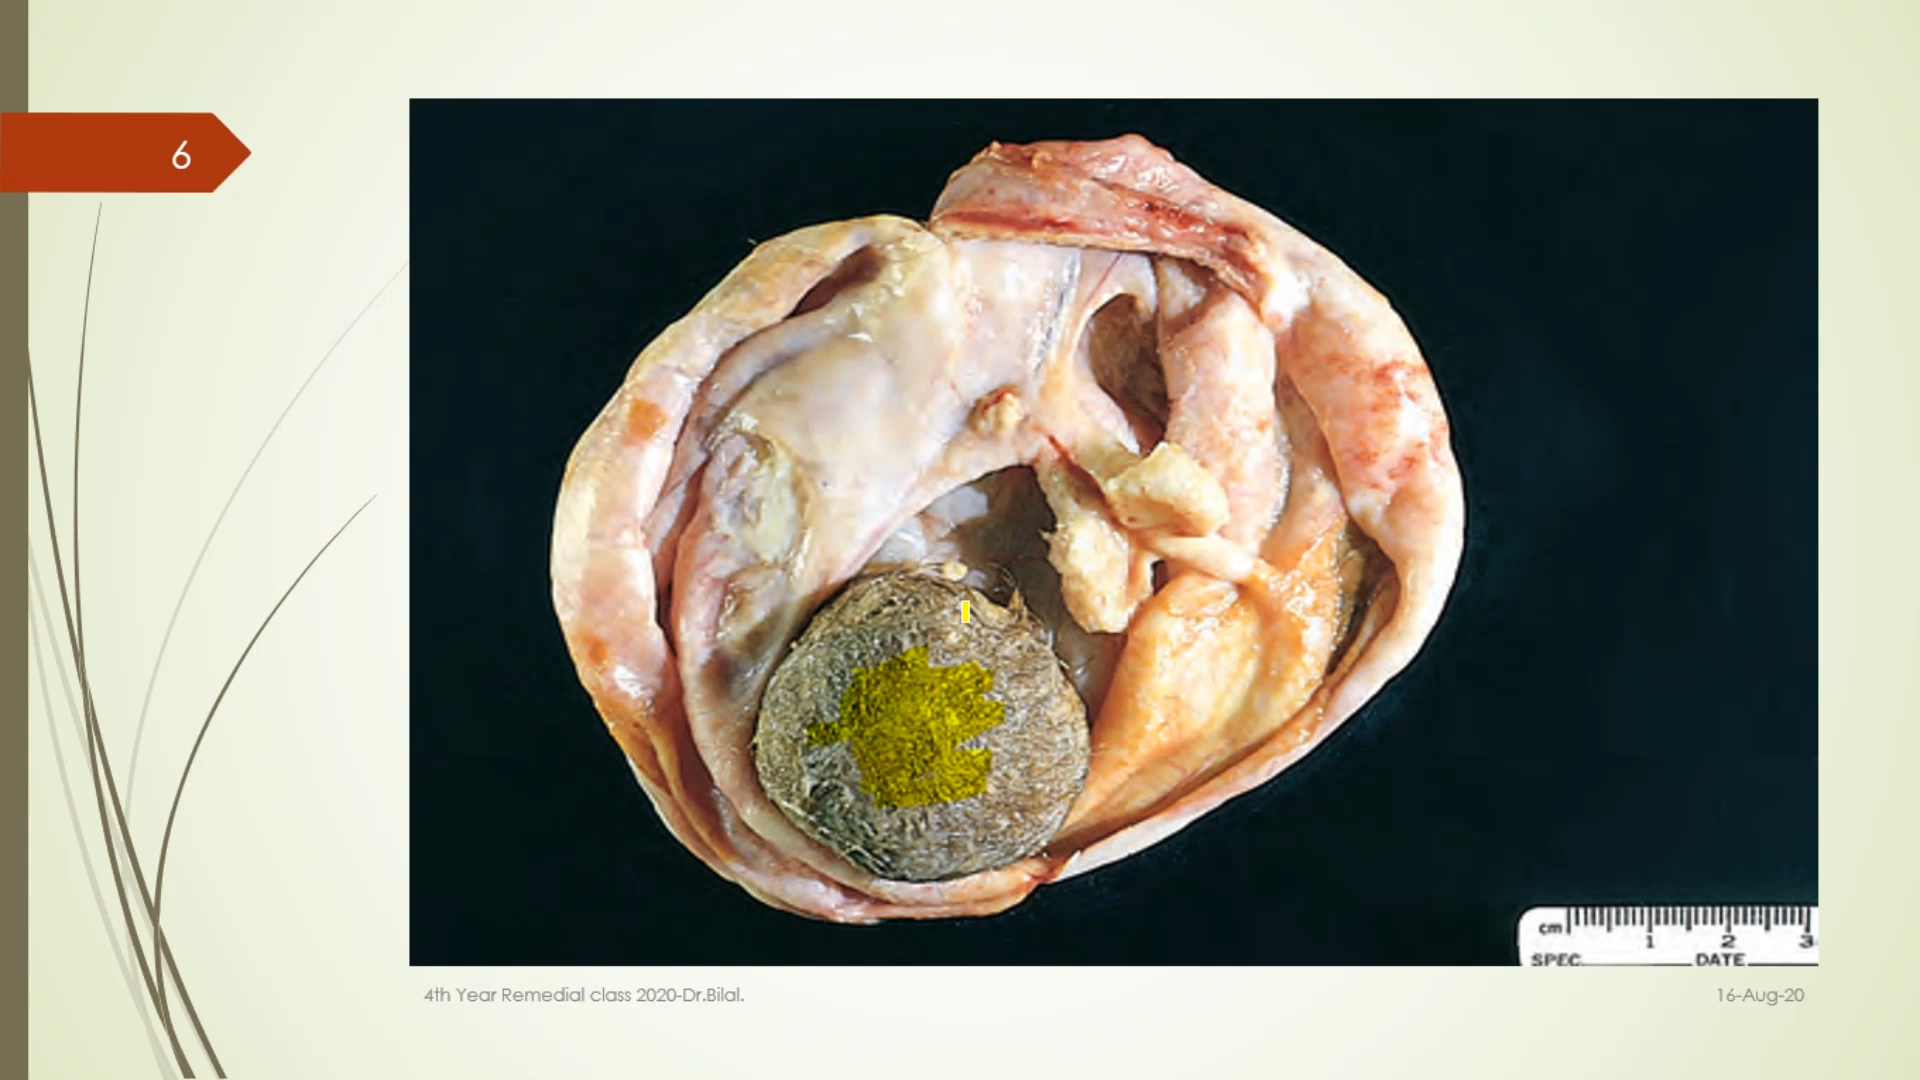 6
cm
1 2 3
SPEC. DATE
4th Year Remedial class 2020-Dr.Bilal.
16-Aug-20